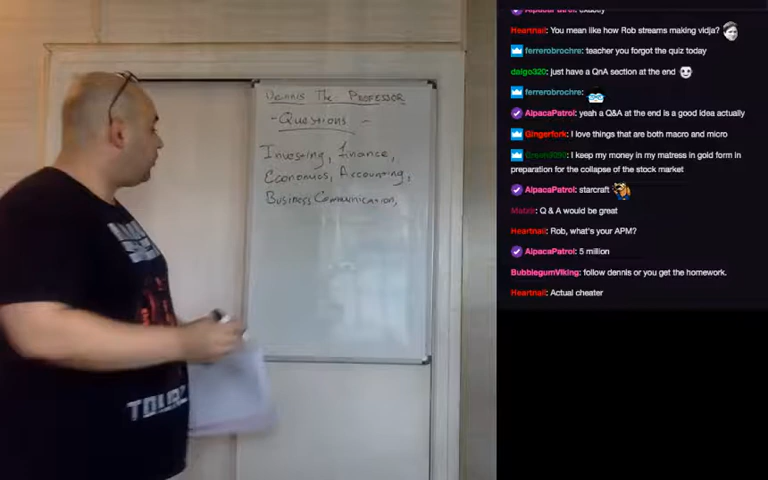 Dennis The Professor
- Questions -
Investing, finance,
Economics, Accounting,
Business Communication,
TOURZ
Heartnail: You mean like how Rob streams making vidja?
ferrerobrochre: teacher you forgot the quiz today
daigo320: just have a QnA section at the end
ferrerobrochre:
AlpacaPatrol: yeah a Q&A at the end is a good idea actually
Gingerfork: I love things that are both macro and micro
: I keep my money in my matress in gold form in
preparation for the collapse of the stock market
AlpacaPatrol: starcraft
: Q & A would be great
Heartnail: Rob, what's your APM?
AlpacaPatrol: 5 million
BubblegumViking: follow dennis or you get the homework.
Heartnail: Actual cheater